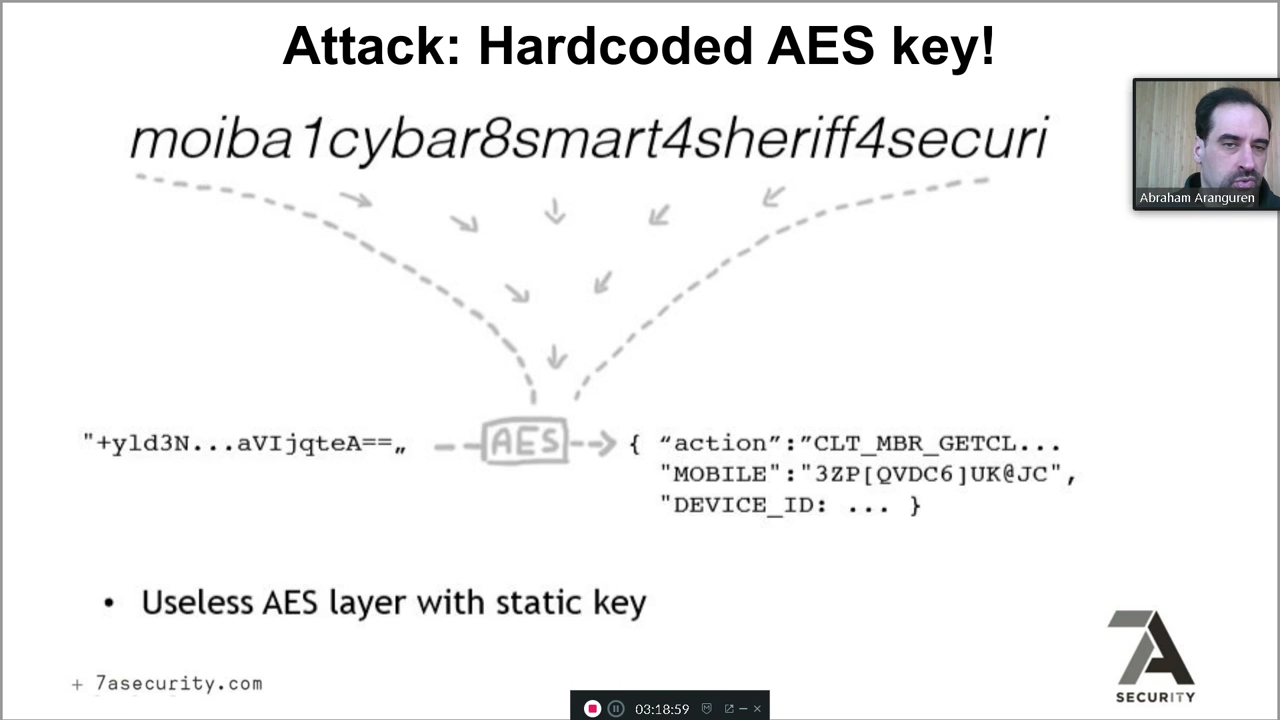 Attack: Hardcoded AES key!
moiba1cybar8smart4sheriff4securi
Abraham Aranguren
"+yld3N...aVIjqteA==„
AES
{ “action”:”CLT_MBR_GETCL...
"MOBILE":"3ZP[QVDC6]UK@JC",
"DEVICE_ID: ... }
• Useless AES layer with static key
+ 7asecurity.com
7A
SECURITY
03:18:59